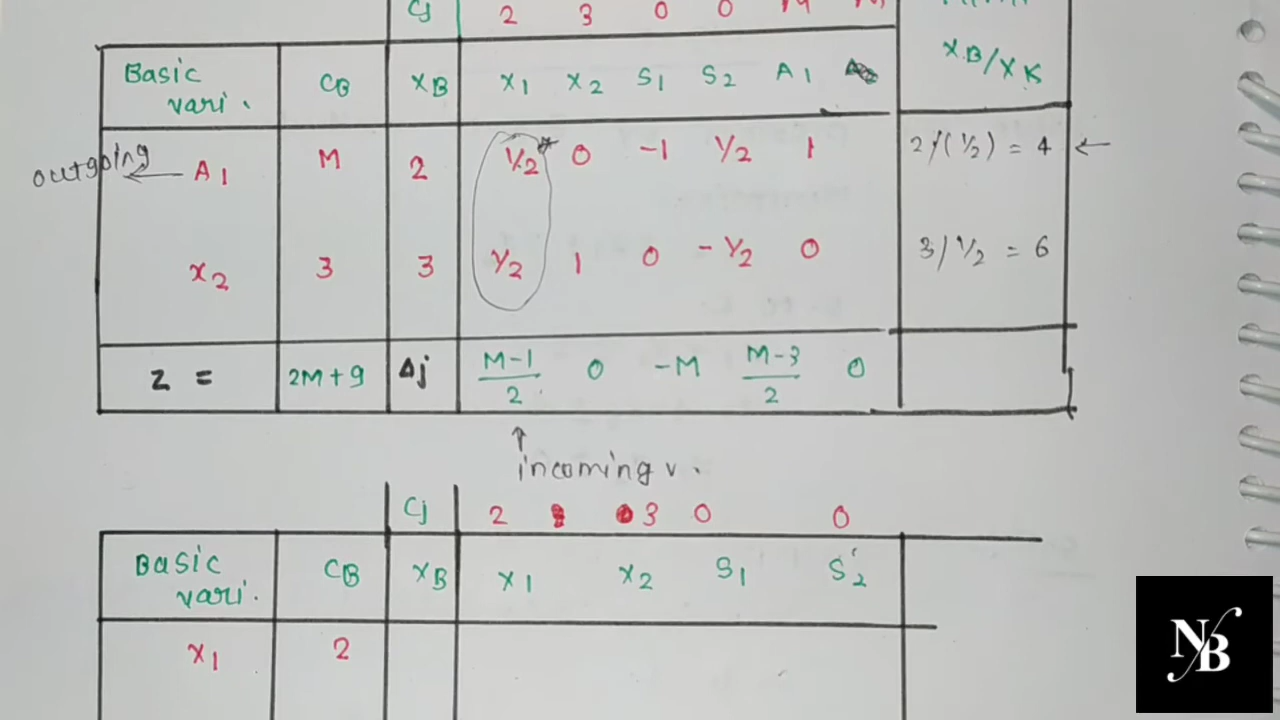 Cj 2 3 0 0 M M
Basic vari. CB XB x1 x2 S1 S2 A1 XB/XK
outgoing ← A1 M 2 1/2* 0 -1 1/2 1 2/(1/2) = 4 ←
x2 3 3 1/2 1 0 -1/2 0 3/1/2 = 6
Z = 2M+9 Δj M-1/2 0 -M M-3/2 0
↑
incoming v.
Cj 2 3 0 0
Basic vari. CB XB x1 x2 S1 S2
x1 2
NB